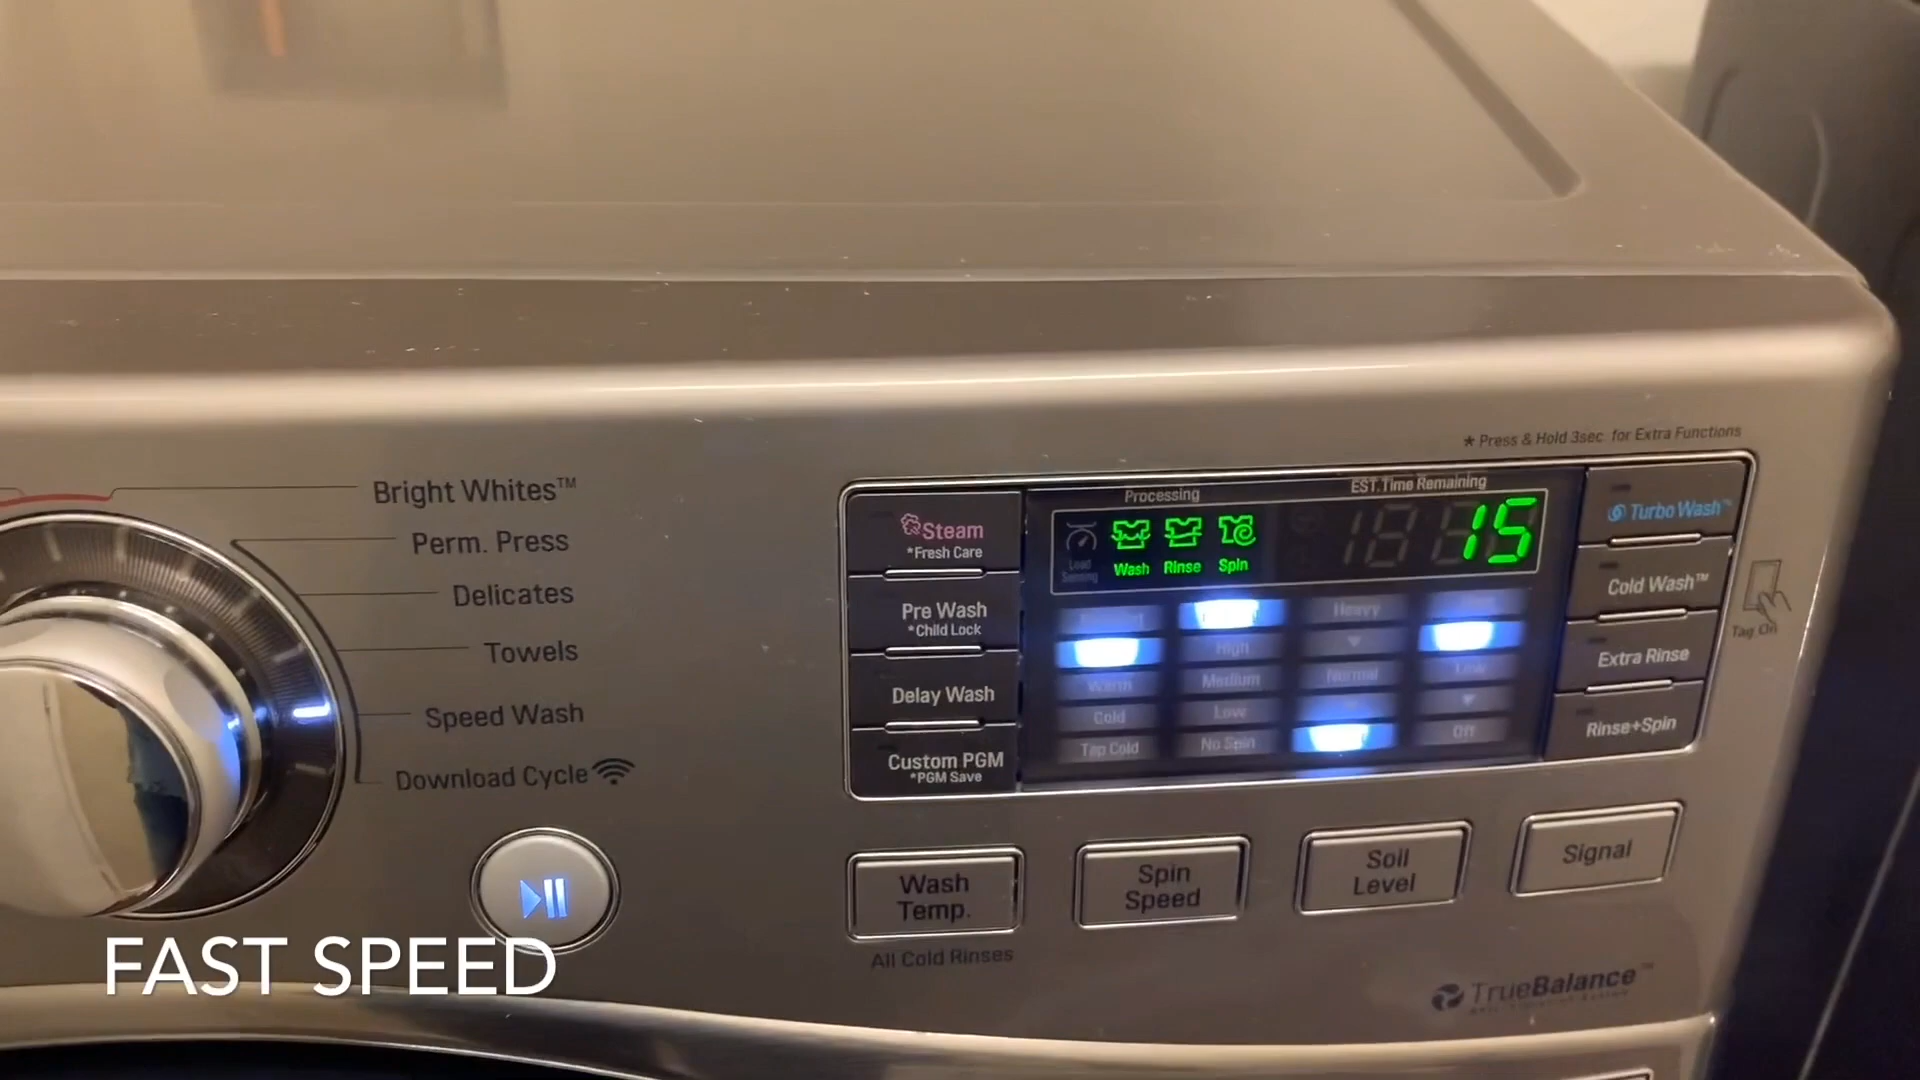 * Press & Hold 3sec. for Extra Functions
Bright Whites™
Perm. Press
Delicates
Towels
Speed Wash
Download Cycle
Steam
*Fresh Care
Pre Wash
*Child Lock
Delay Wash
Custom PGM
*PGM Save
Processing
EST. Time Remaining
Load Sensing
Wash Rinse Spin
15
Warm
Cold
Tap Cold
High
Medium
Low
No Spin
Heavy
Normal
Low
Off
TurboWash™
Cold Wash™
Extra Rinse
Rinse+Spin
Tag On
Wash
Temp.
All Cold Rinses
Spin
Speed
Soil
Level
Signal
TrueBalance™
FAST SPEED